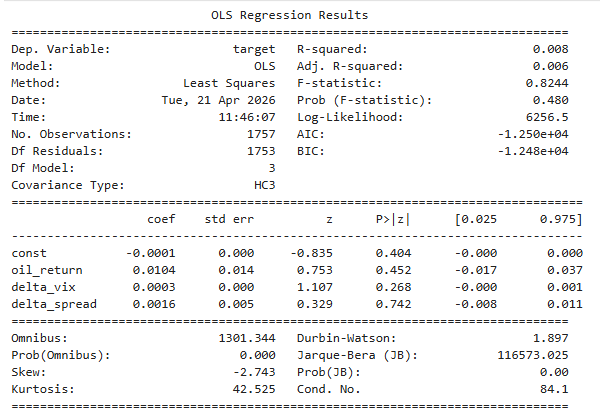 OLS Regression Results
==============================================================================
Dep. Variable: target R-squared: 0.008
Model: OLS Adj. R-squared: 0.006
Method: Least Squares F-statistic: 0.8244
Date: Tue, 21 Apr 2026 Prob (F-statistic): 0.480
Time: 11:46:07 Log-Likelihood: 6256.5
No. Observations: 1757 AIC: -1.250e+04
Df Residuals: 1753 BIC: -1.248e+04
Df Model: 3
Covariance Type: HC3
================================================================================
coef std err z P>|z| [0.025 0.975]
--------------------------------------------------------------------------------
const -0.0001 0.000 -0.835 0.404 -0.000 0.000
oil_return 0.0104 0.014 0.753 0.452 -0.017 0.037
delta_vix 0.0003 0.000 1.107 0.268 -0.000 0.001
delta_spread 0.0016 0.005 0.329 0.742 -0.008 0.011
==============================================================================
Omnibus: 1301.344 Durbin-Watson: 1.897
Prob(Omnibus): 0.000 Jarque-Bera (JB): 116573.025
Skew: -2.743 Prob(JB): 0.00
Kurtosis: 42.525 Cond. No. 84.1
==============================================================================